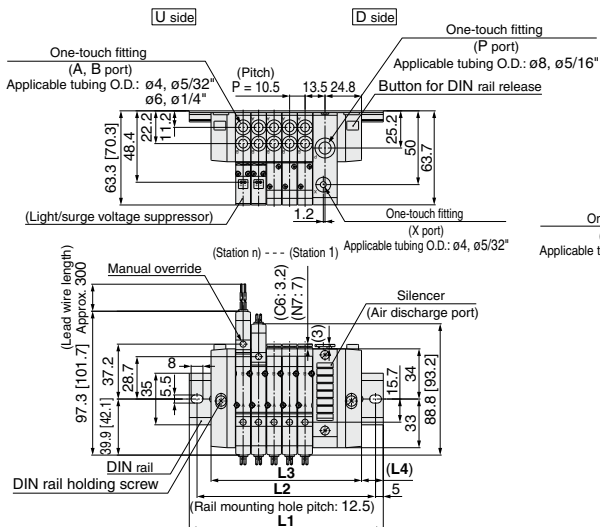 U side
D side
One-touch fitting
(A, B port)
Applicable tubing O.D.: ø4, ø5/32"
ø6, ø1/4"
(Pitch)
P = 10.5
13.5
24.8
One-touch fitting
(P port)
Applicable tubing O.D.: ø8, ø5/16"
Button for DIN rail release
63.3 [70.3]
48.4
22.2
11.2
25.2
50
63.7
(Light/surge voltage suppressor)
1.2
One-touch fitting
(X port)
Applicable tubing O.D.: ø4, ø5/32"
On
Applicable t
(Station n) - - - (Station 1)
(Lead wire length)
Approx. 300
Manual override
(C6: 3.2)
(N7: 7)
(3)
Silencer
(Air discharge port)
97.3 [101.7]
37.2
28.7
35
8
5.5
39.9 [42.1]
15.7
34
33
88.8 [93.2]
DIN rail
DIN rail holding screw
L3
(L4)
L2
5
(Rail mounting hole pitch: 12.5)
L1